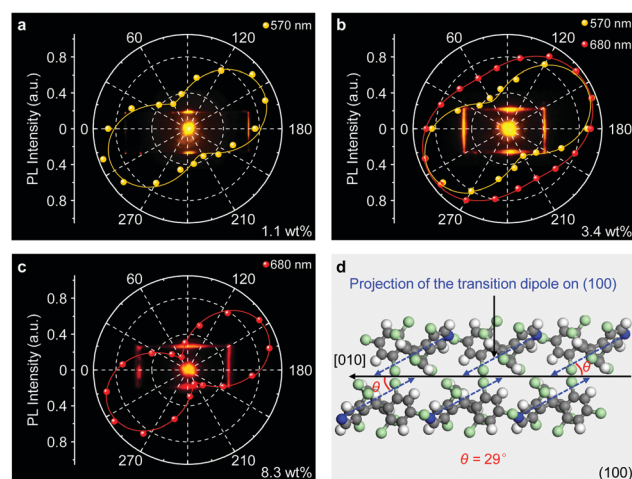 a
570 nm
60
120
PL Intensity (a.u.)
0.8
0.4
0
0.4
0.8
180
270
210
1.1 wt%
b
570 nm
680 nm
60
120
PL Intensity (a.u.)
0.8
0.4
0
0.4
0.8
180
270
210
3.4 wt%
c
680 nm
60
120
PL Intensity (a.u.)
0.8
0.4
0
0.4
0.8
180
270
210
8.3 wt%
d
Projection of the transition dipole on (100)
[010]
θ
θ
θ = 29°
(100)